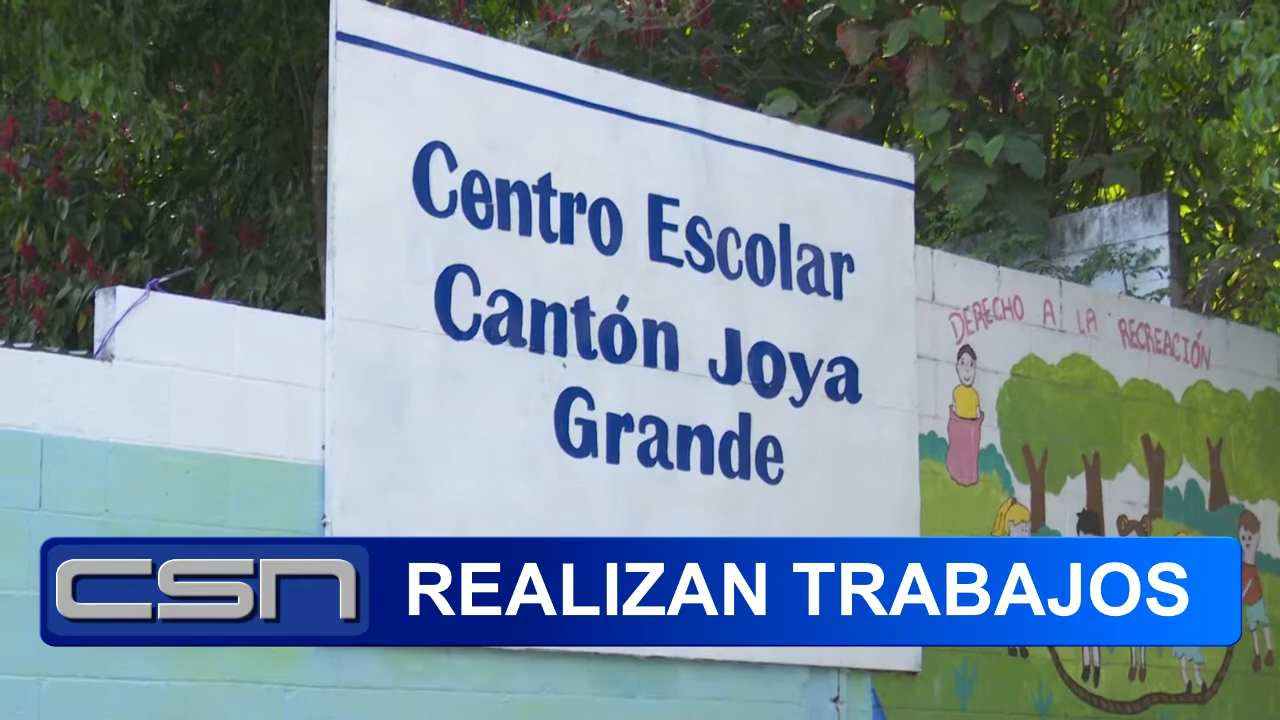 Centro Escolar
Cantón Joya
Grande
DERECHO A LA RECREACIÓN
CSN REALIZAN TRABAJOS